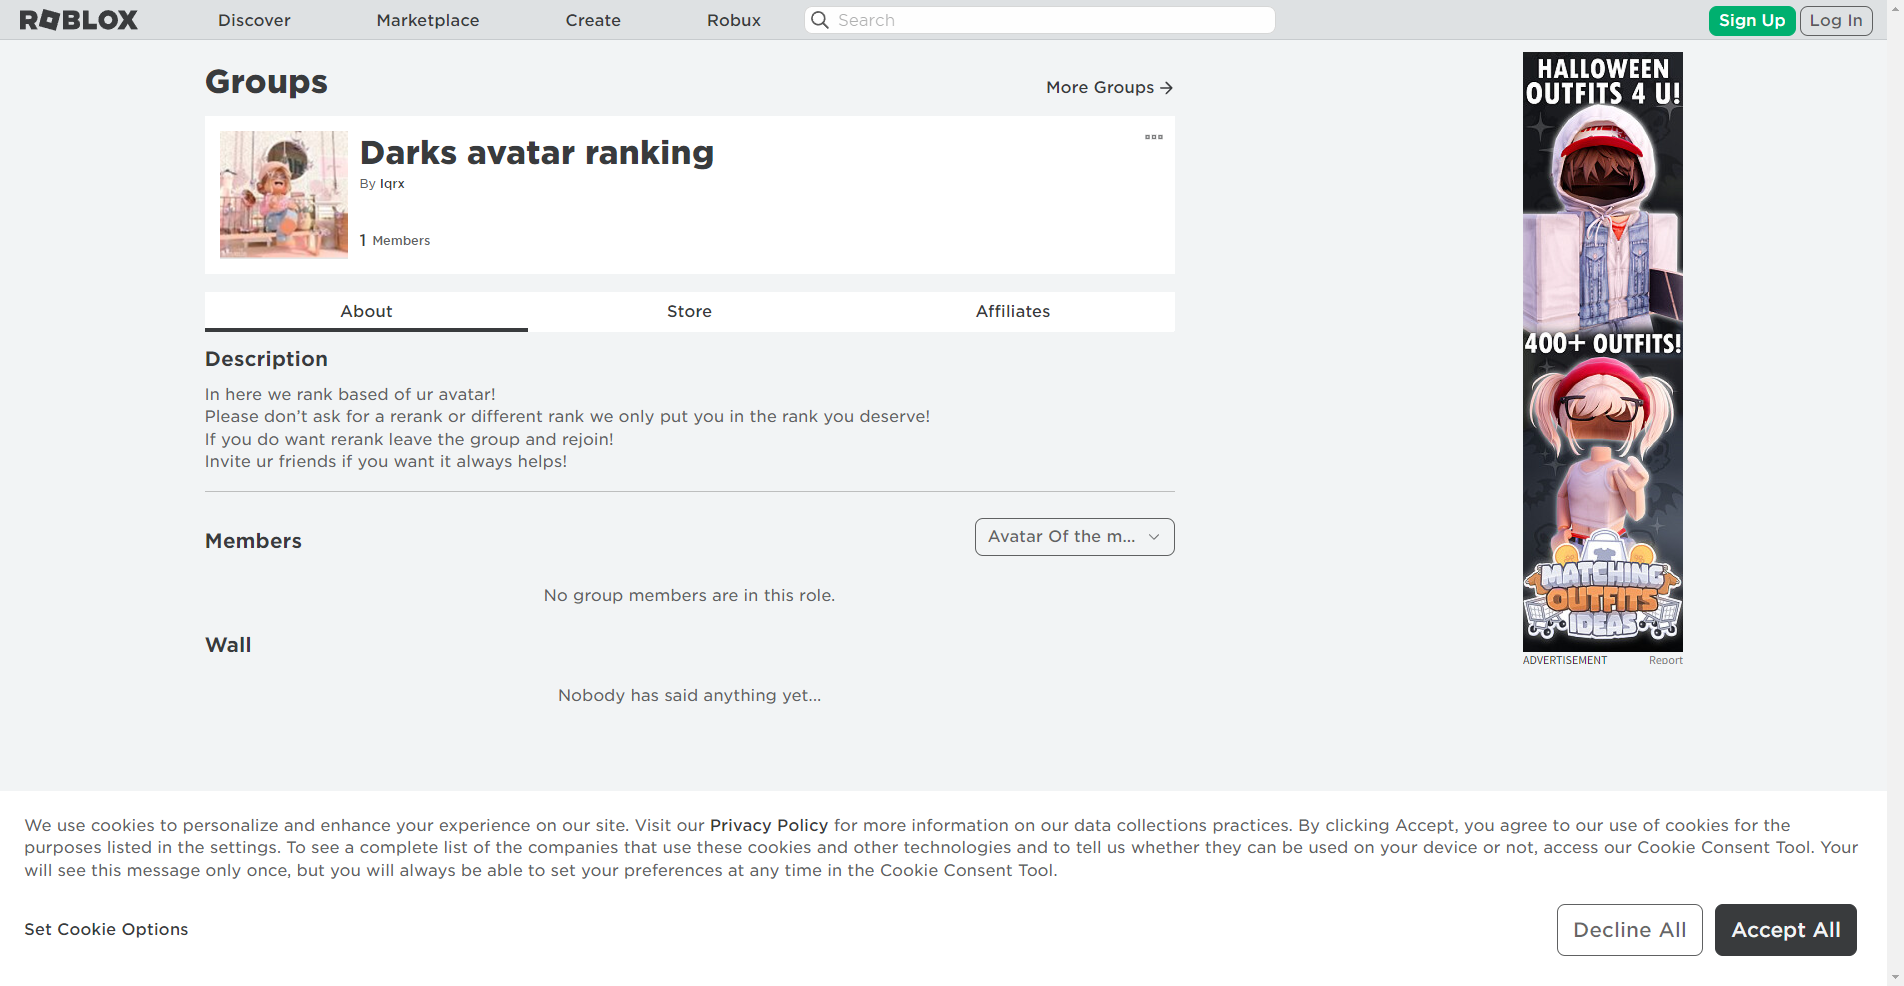 ROBLOX
Discover
Marketplace
Create
Robux
Search
Sign Up
Log In
Groups
More Groups
Darks avatar ranking
By Iqrx
1 Members
About
Store
Affiliates
Description
In here we rank based of ur avatar!
Please don’t ask for a rerank or different rank we only put you in the rank you deserve!
If you do want rerank leave the group and rejoin!
Invite ur friends if you want it always helps!
Members
Avatar Of the m...
No group members are in this role.
Wall
Nobody has said anything yet...
HALLOWEEN
OUTFITS 4 U!
400+ OUTFITS!
MATCHING
OUTFITS
IDEAS
ADVERTISEMENT
Report
We use cookies to personalize and enhance your experience on our site. Visit our Privacy Policy for more information on our data collections practices. By clicking Accept, you agree to our use of cookies for the
purposes listed in the settings. To see a complete list of the companies that use these cookies and other technologies and to tell us whether they can be used on your device or not, access our Cookie Consent Tool. Your
will see this message only once, but you will always be able to set your preferences at any time in the Cookie Consent Tool.
Set Cookie Options
Decline All
Accept All